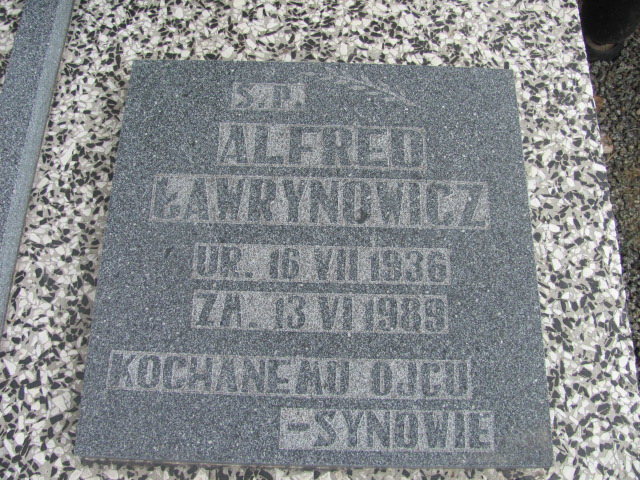 Ś.P.
ALFRED
ŁAWRYNOWICZ
UR. 16 VII 1936
ZM. 13 VI 1989
KOCHANEMU OJCU
-SYNOWIE